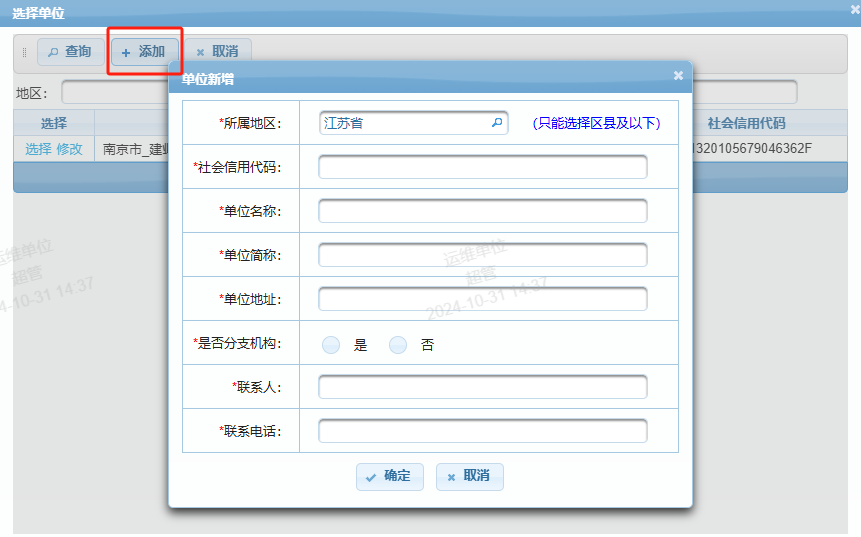 选择单位
查询
添加
取消
单位新增
地区:
*所属地区: 江苏省 (只能选择区县及以下)
选择
社会信用代码
*社会信用代码:
选择 修改
南京市_建
320105679046362F
*单位名称:
*单位简称:
运维单位
超管
2024-10-31 14:37
*单位地址:
运维单位
超管
4-10-31 14:37
*是否分支机构: 是 否
*联系人:
*联系电话:
确定
取消